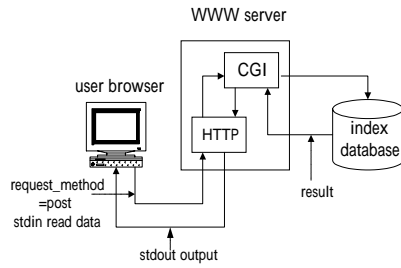 WWW server
CGI
user browser
HTTP
index
database
request_method
=post
stdin read data
result
stdout output